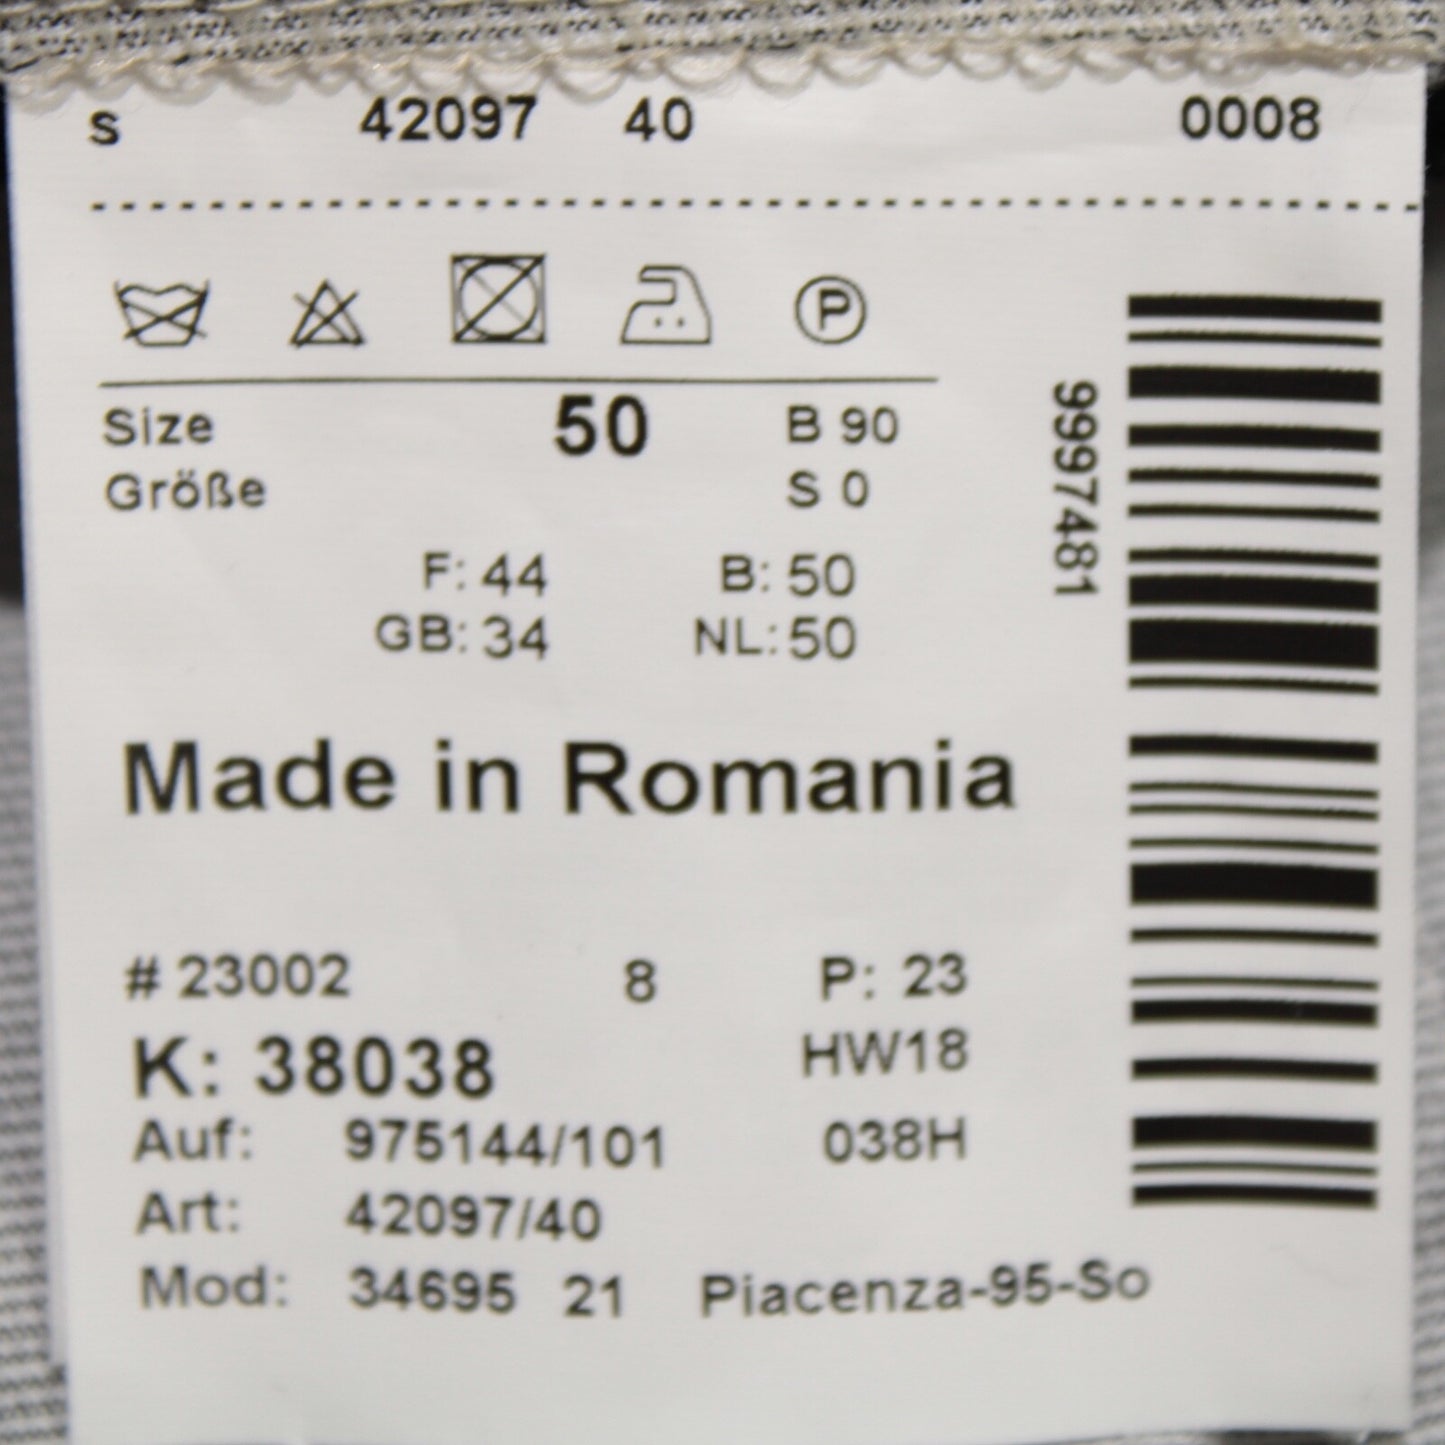 s 42097 40 0008
P
Size 50 B 90
Größe S 0
F: 44 B: 50
GB: 34 NL: 50
9997481
Made in Romania
# 23002 8 P: 23
K: 38038 HW18
Auf: 975144/101 038H
Art: 42097/40
Mod: 34695 21 Piacenza-95-So